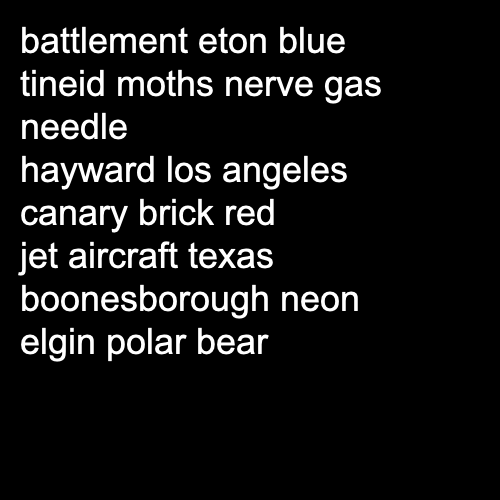 battlement eton blue
tineid moths nerve gas
needle
hayward los angeles
canary brick red
jet aircraft texas
boonesborough neon
elgin polar bear